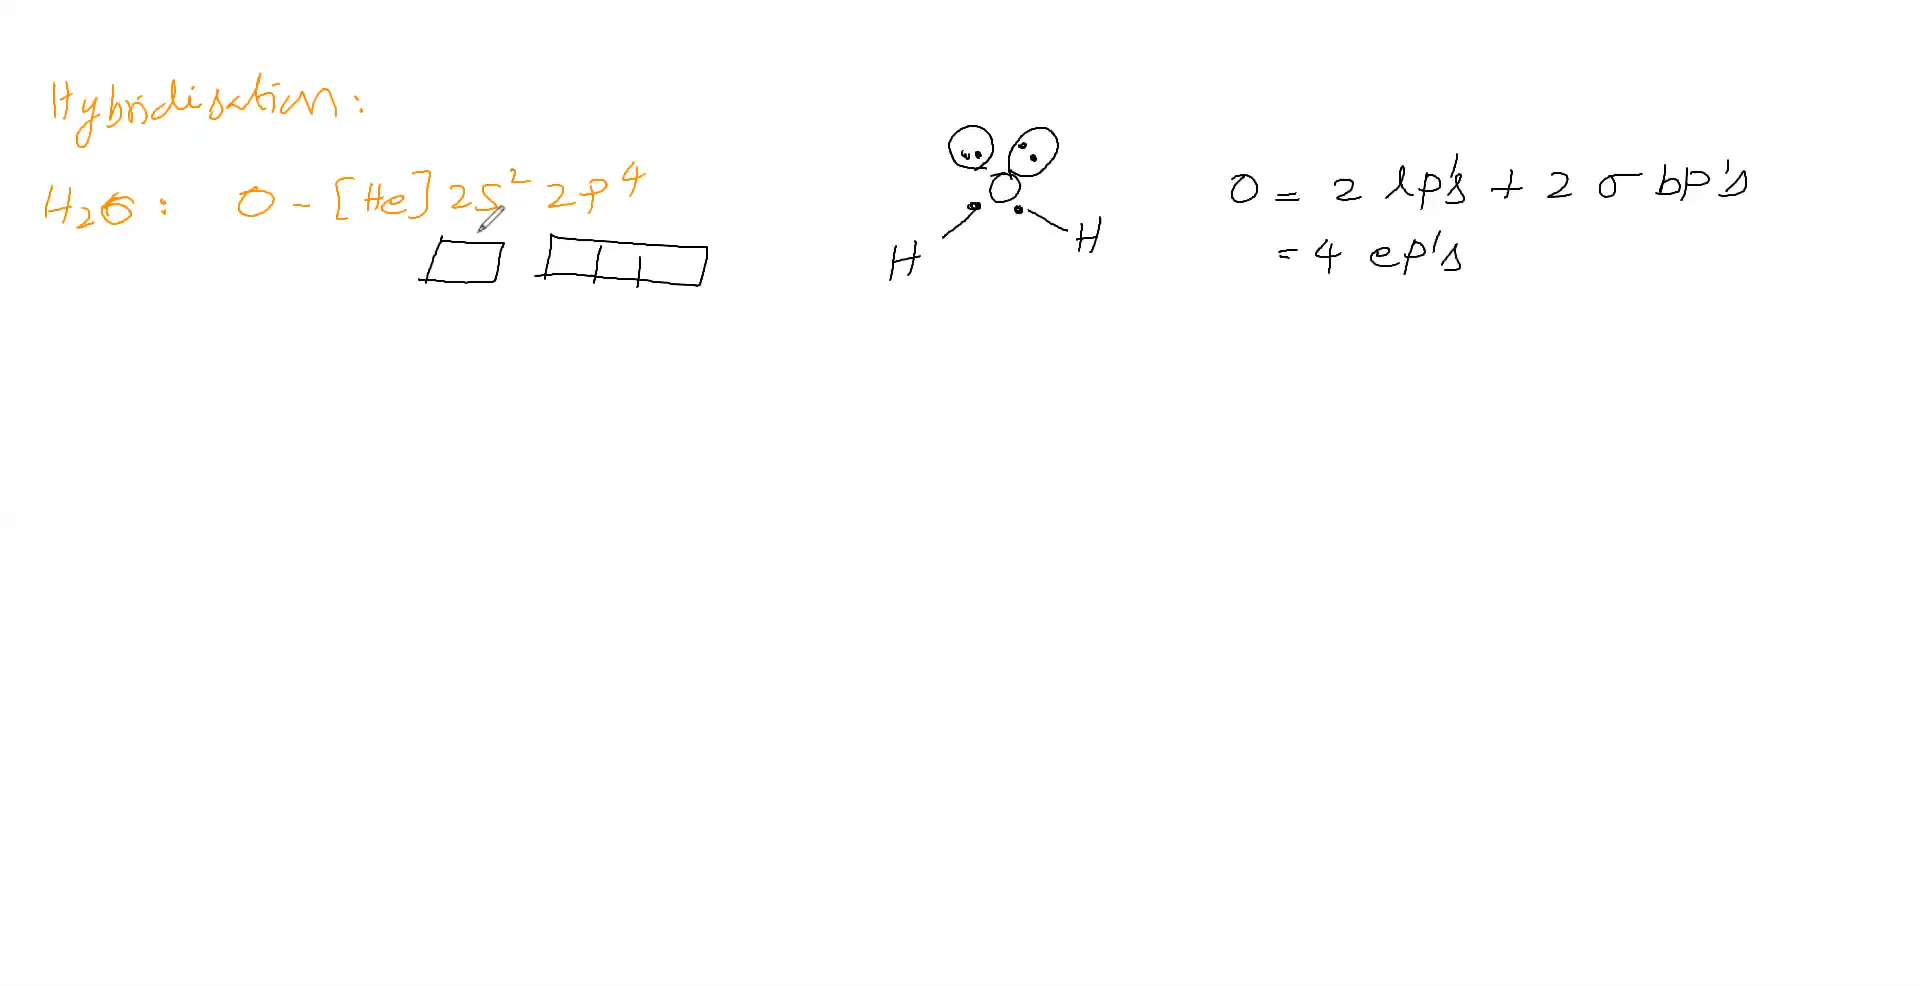 Hybridisation:
H₂O: O - [He] 2S² 2p⁴
O
H H
O = 2 lp's + 2 σ bp's
= 4 ep's